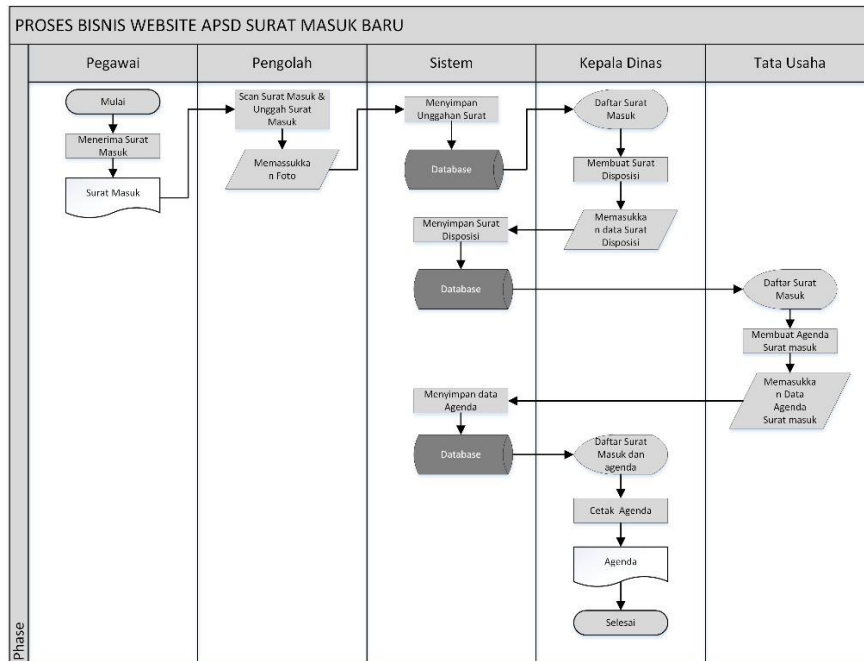 PROSES BISNIS WEBSITE APSD SURAT MASUK BARU
Phase
Pegawai
Pengolah
Sistem
Kepala Dinas
Tata Usaha
Mulai
Menerima Surat
Masuk
Surat Masuk
Scan Surat Masuk &
Unggah Surat
Masuk
Memassukka
n Foto
Menyimpan
Unggahan Surat
Database
Daftar Surat
Masuk
Membuat Surat
Disposisi
Memasukka
n data Surat
Disposisi
Menyimpan Surat
Disposisi
Database
Daftar Surat
Masuk
Membuat Agenda
Surat masuk
Memasukka
n Data
Agenda
Surat masuk
Menyimpan data
Agenda
Database
Daftar Surat
Masuk dan
agenda
Cetak Agenda
Agenda
Selesai